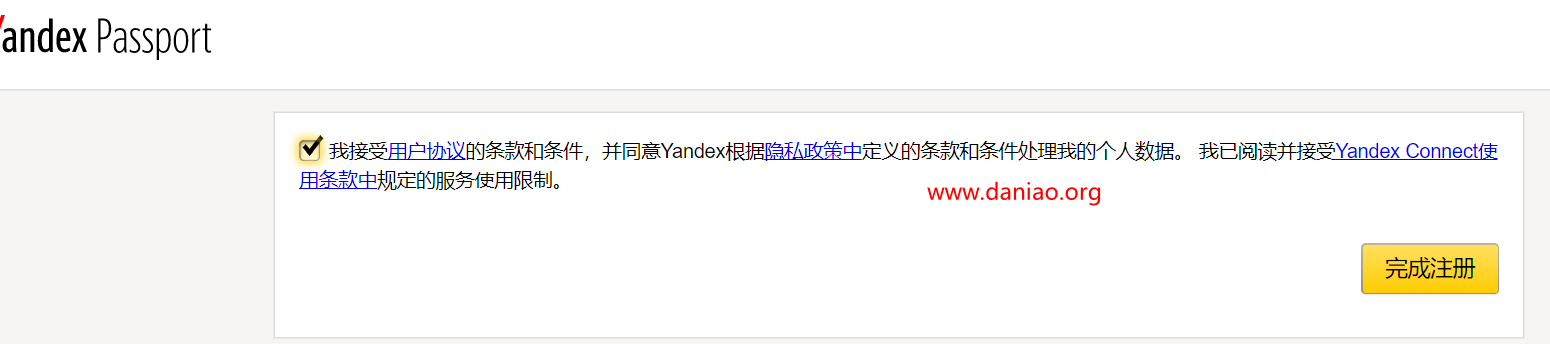 Yandex Passport
我接受用户协议的条款和条件，并同意Yandex根据隐私政策中定义的条款和条件处理我的个人数据。 我已阅读并接受Yandex Connect使
用条款中规定的服务使用限制。
www.daniao.org
完成注册